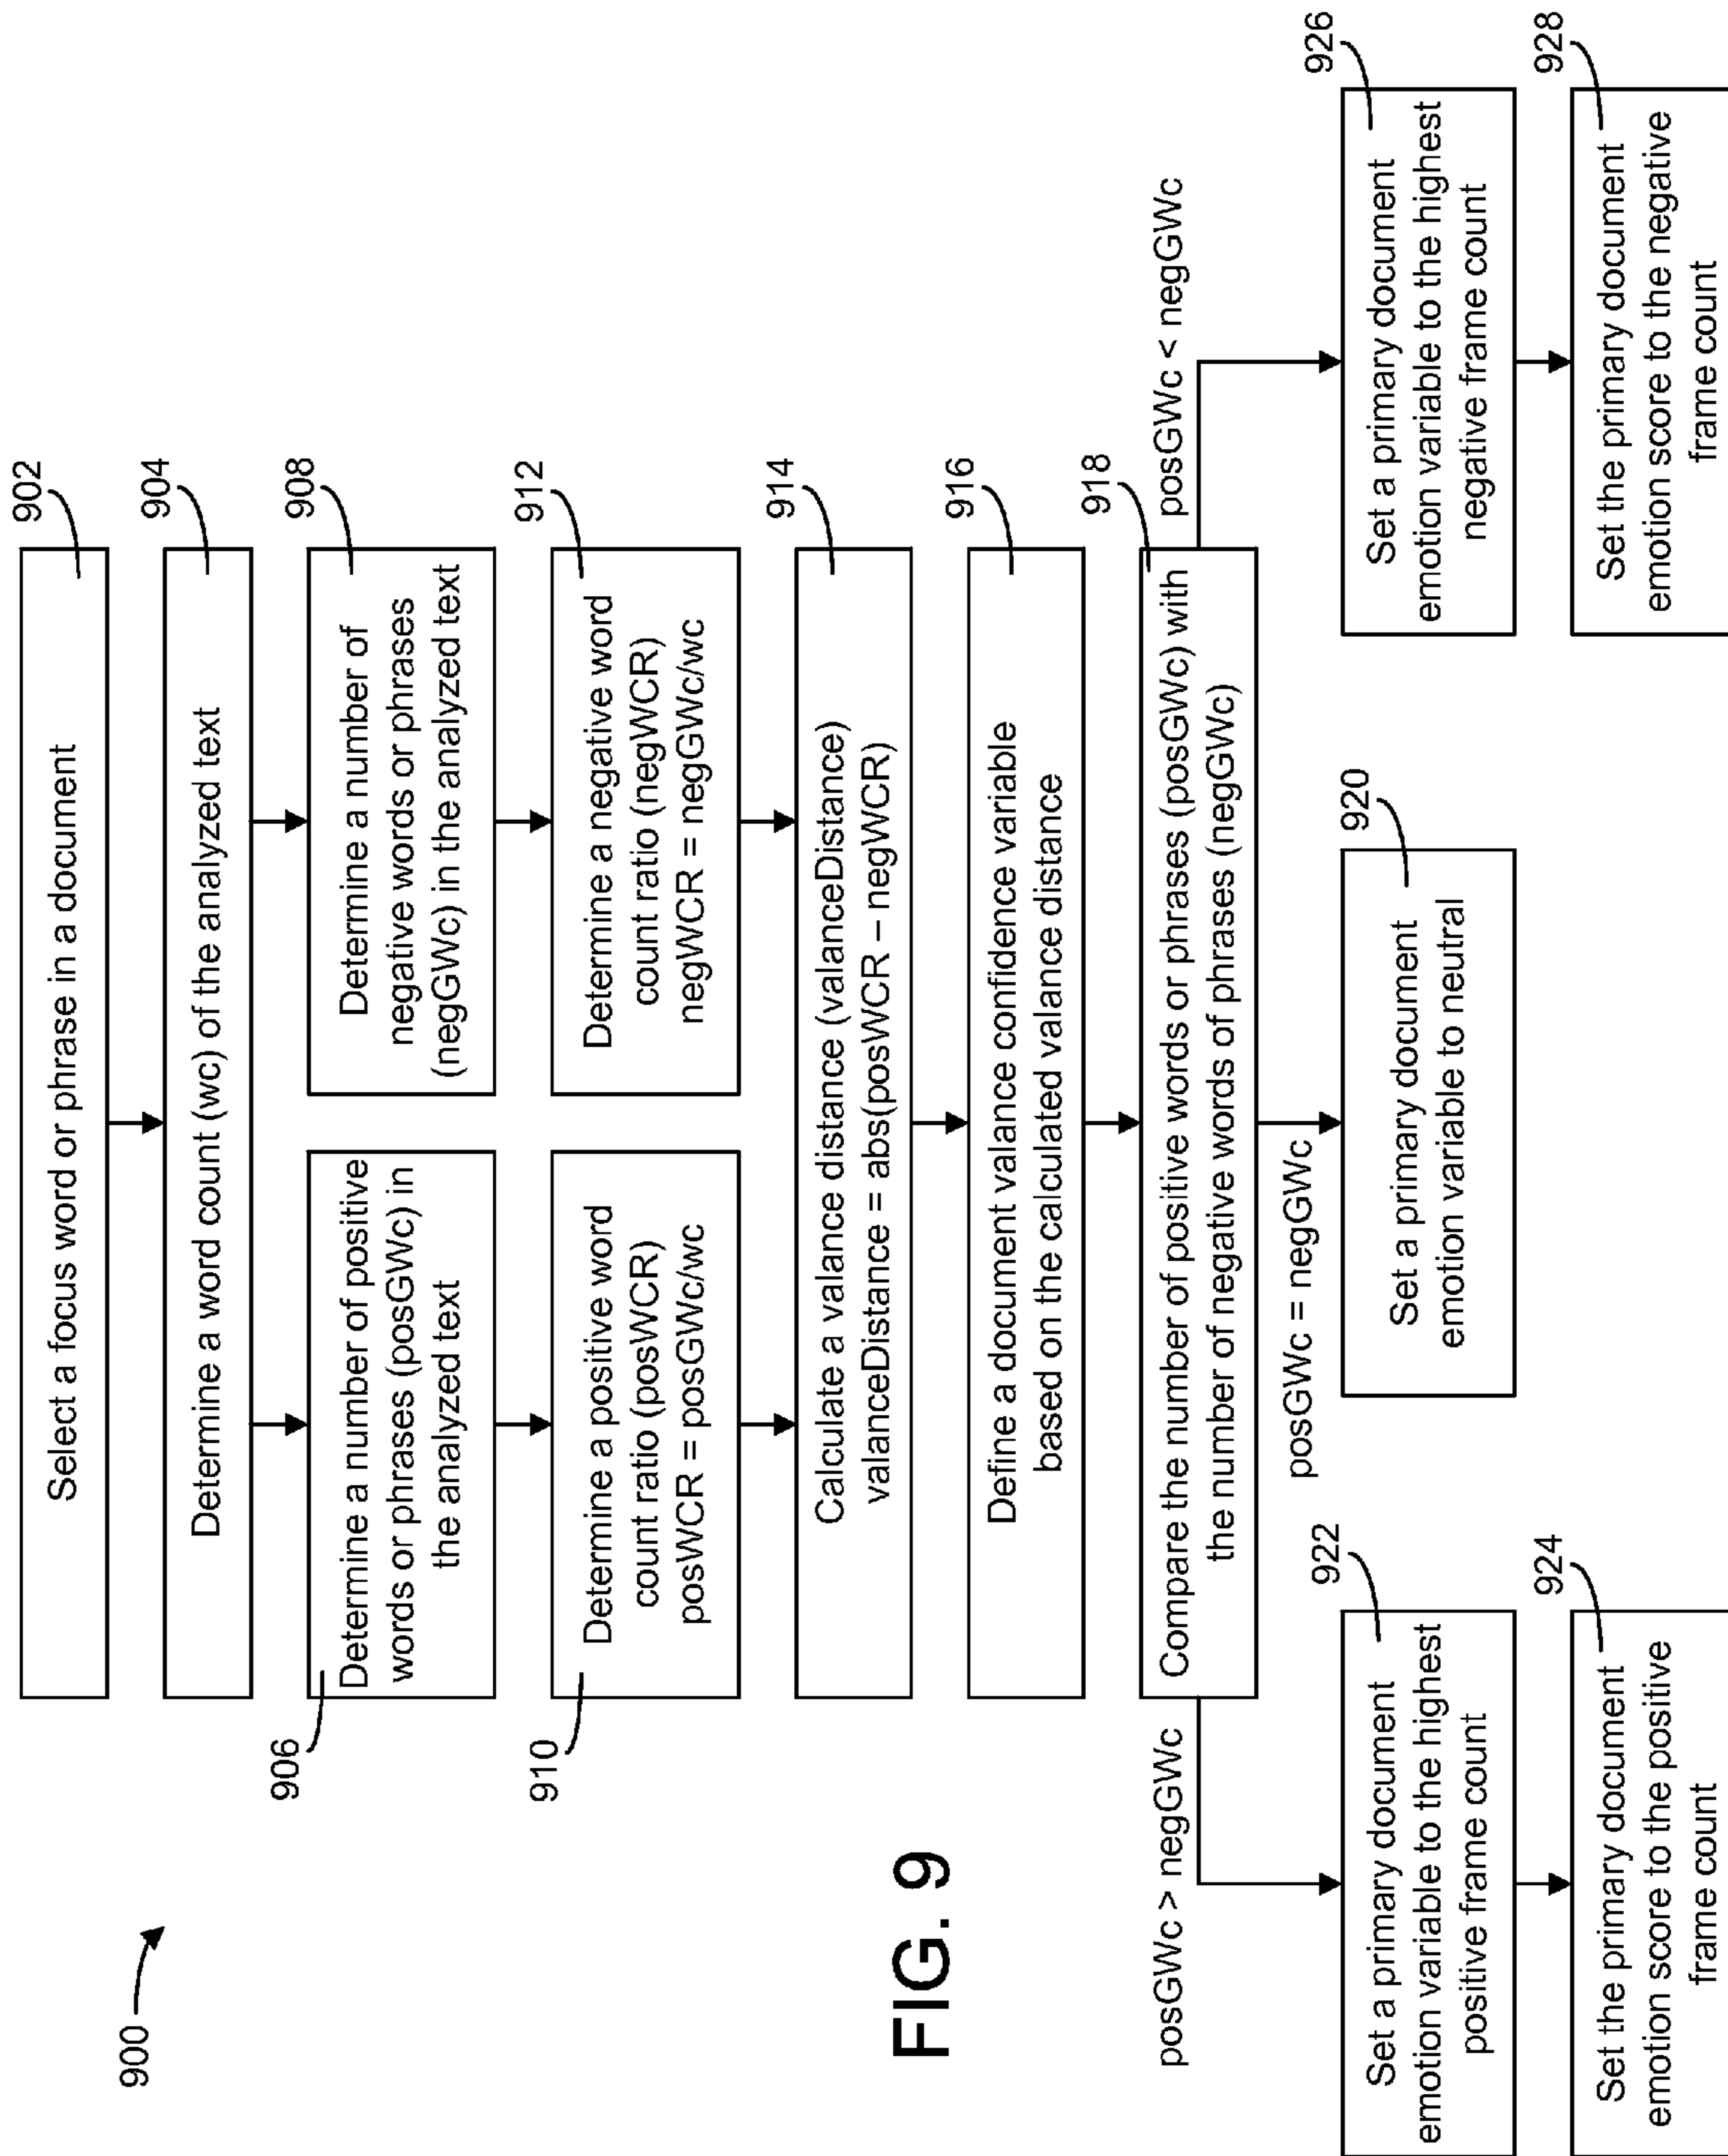 900
902
Select a focus word or phrase in a document
904
Determine a word count (wc) of the analyzed text
906
Determine a number of positive
words or phrases (posGWc) in
the analyzed text
908
Determine a number of
negative words or phrases
(negGWc) in the analyzed text
910
Determine a positive word
count ratio (posWCR)
posWCR = posGWc/wc
912
Determine a negative word
count ratio (negWCR)
negWCR = negGWc/wc
914
Calculate a valance distance (valanceDistance)
valanceDistance = abs(posWCR – negWCR)
916
Define a document valance confidence variable
based on the calculated valance distance
918
Compare the number of positive words or phrases (posGWc) with
the number of negative words of phrases (negGWc)
posGWc > negGWc
posGWc = negGWc
posGWc < negGWc
922
Set a primary document
emotion variable to the highest
positive frame count
920
Set a primary document
emotion variable to neutral
926
Set a primary document
emotion variable to the highest
negative frame count
924
Set the primary document
emotion score to the positive
frame count
928
Set the primary document
emotion score to the negative
frame count
FIG. 9